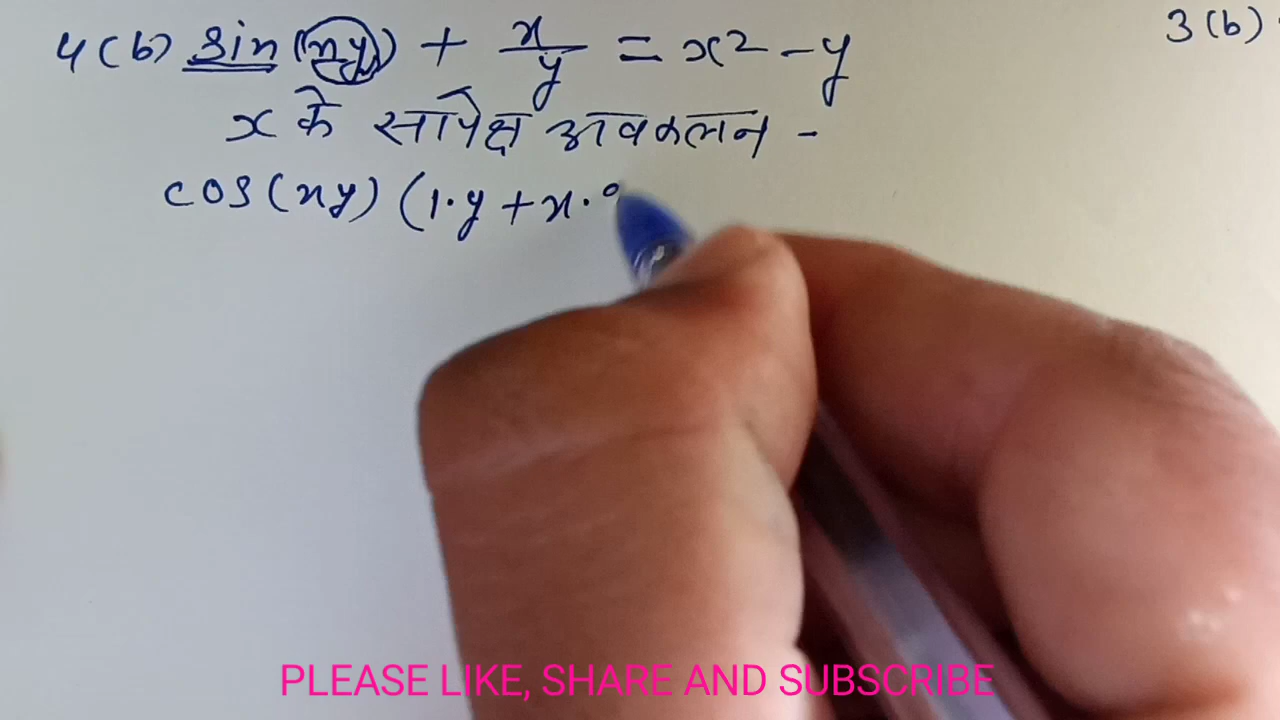 4(b) sin(xy) + x/y = x² - y
3(b)
x के सापेक्ष अवकलन -
cos(xy) (1·y + x·
PLEASE LIKE, SHARE AND SUBSCRIBE